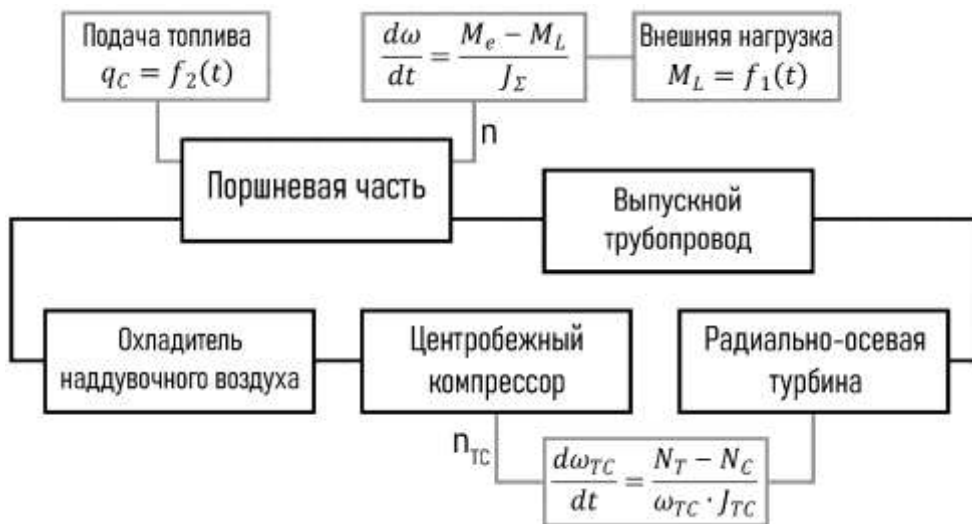 Подача топлива
q_C = f_2(t)
dω/dt = (M_e − M_L)/J_Σ
Внешняя нагрузка
M_L = f_1(t)
n
Поршневая часть
Выпускной
трубопровод
Охладитель
наддувочного воздуха
Центробежный
компрессор
Радиально-осевая
турбина
n_TC
dω_TC/dt = (N_T − N_C)/(ω_TC · J_TC)